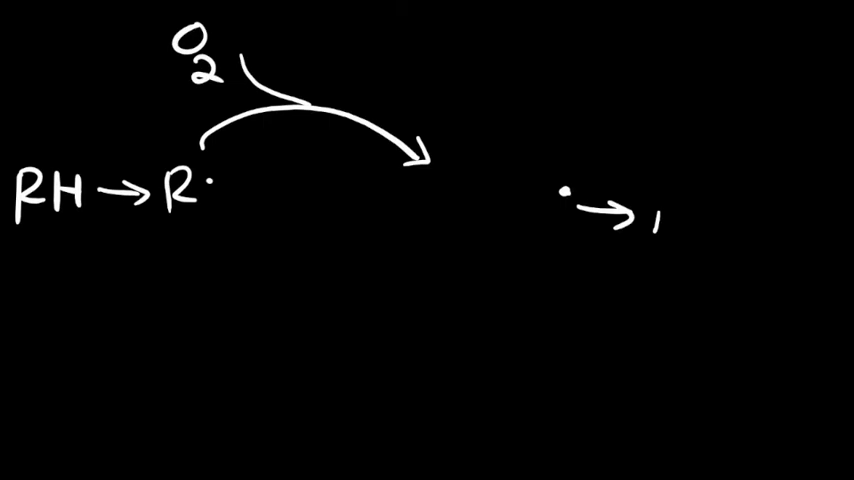 O2
RH → R· · →